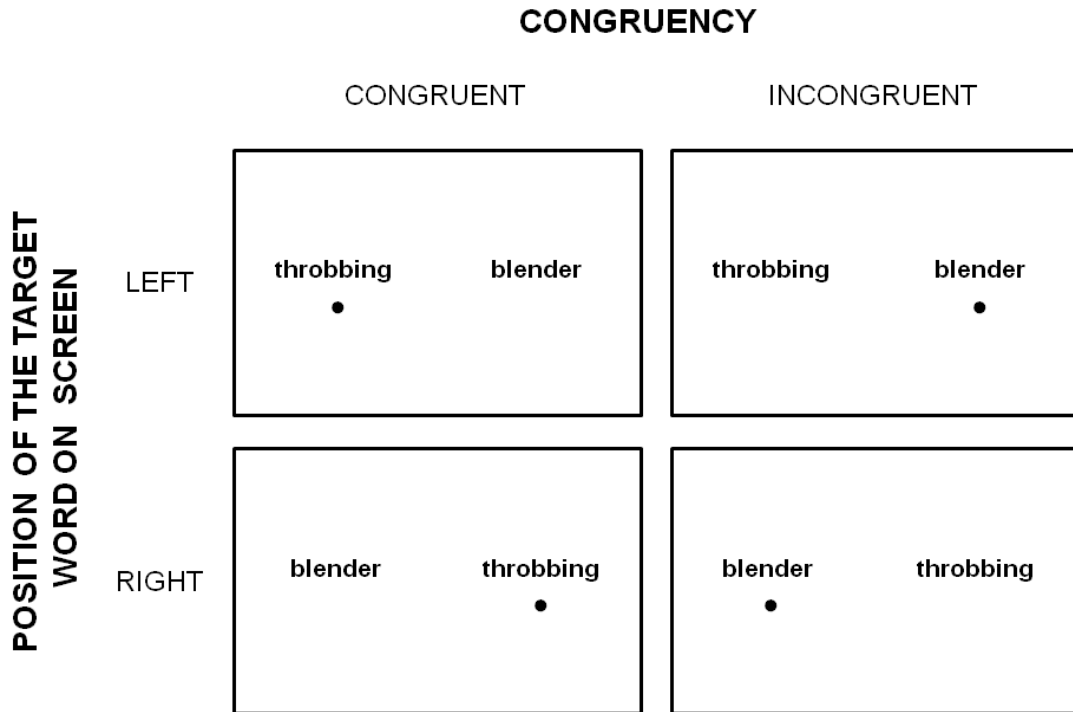 CONGRUENCY
CONGRUENT INCONGRUENT
POSITION OF THE TARGET
WORD ON SCREEN
LEFT
throbbing blender
throbbing blender
RIGHT
blender throbbing
blender throbbing